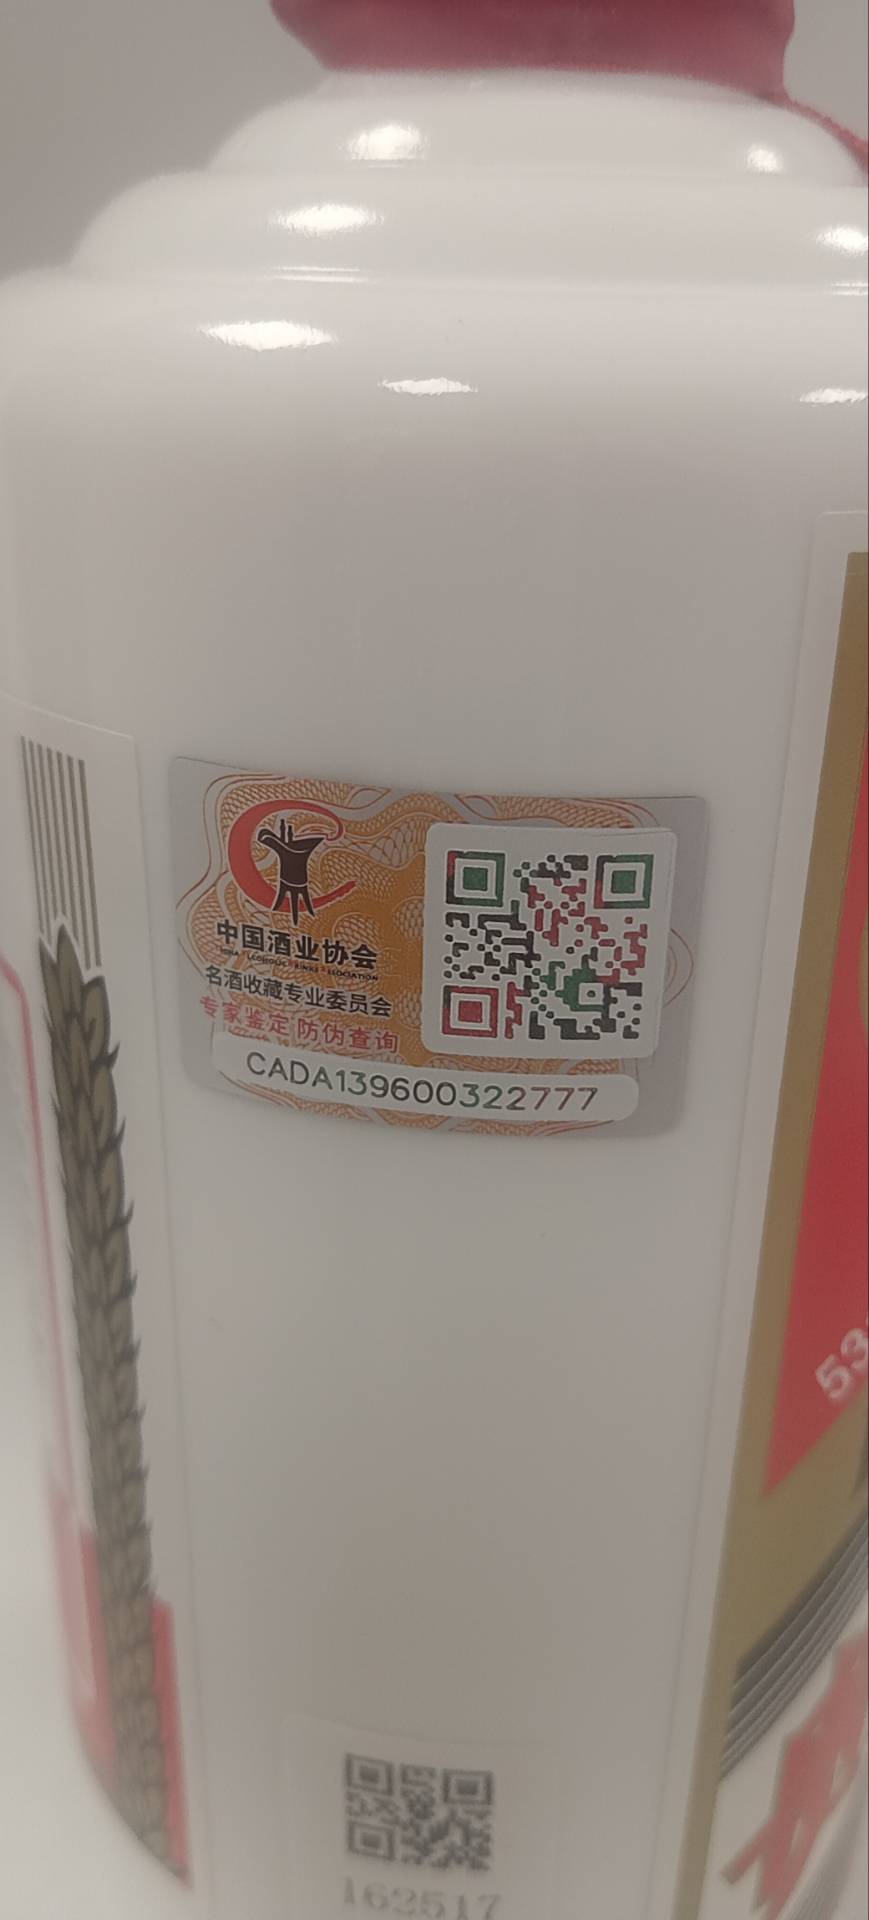 中国酒业协会
名酒收藏专业委员会
专家鉴定 防伪查询
CADA139600322777
53
162517